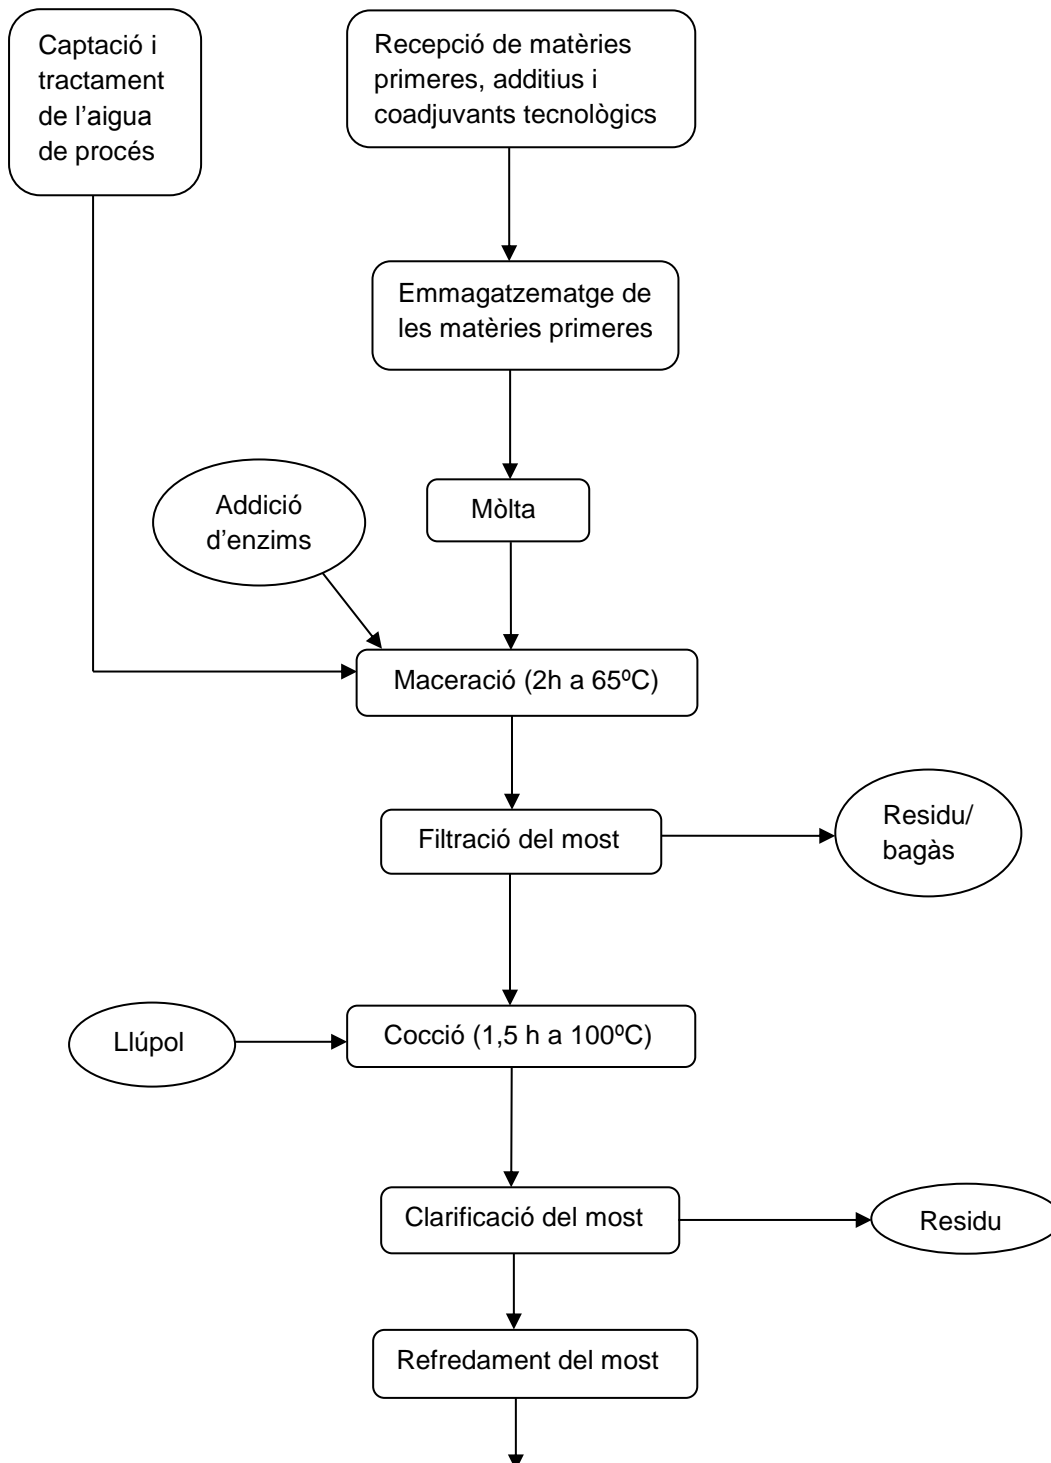 Captació i
tractament
de l’aigua
de procés
Recepció de matèries
primeres, additius i
coadjuvants tecnològics
Emmagatzematge de
les matèries primeres
Addició
d’enzims
Mòlta
Maceració (2h a 65ºC)
Filtració del most
Residu/
bagàs
Llúpol
Cocció (1,5 h a 100ºC)
Clarificació del most
Residu
Refredament del most